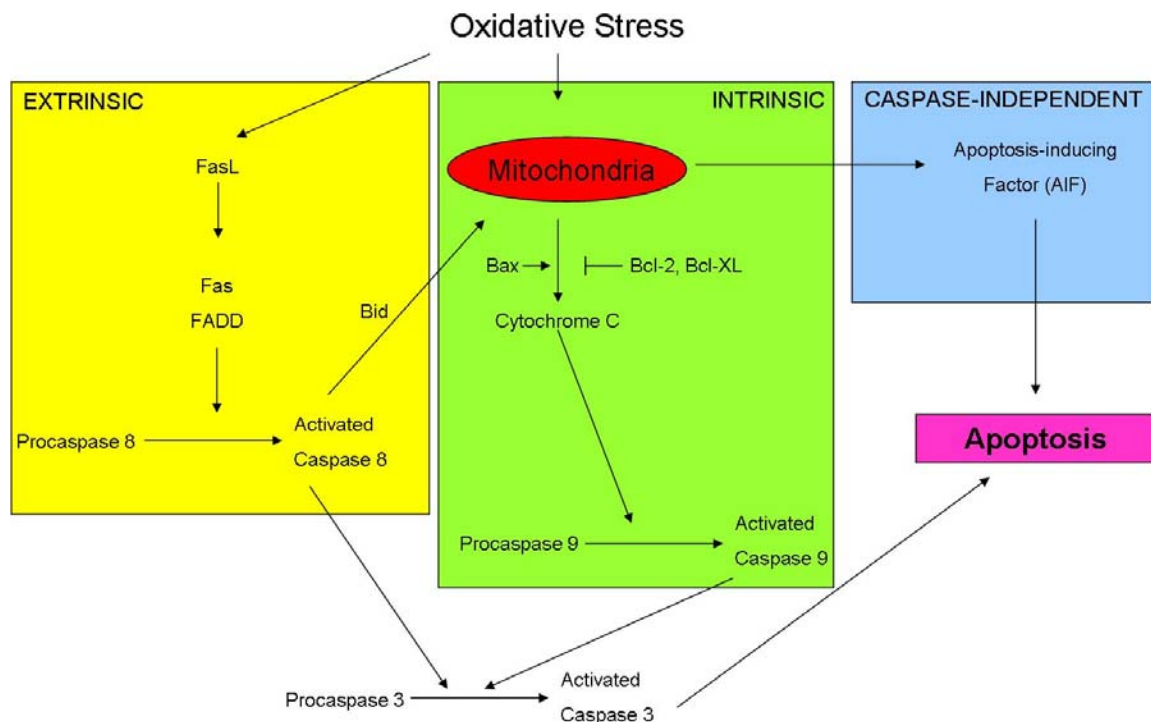 Oxidative Stress
EXTRINSIC
FasL
Fas
FADD
Bid
Procaspase 8
Activated
Caspase 8
INTRINSIC
Mitochondria
Bax
Bcl-2, Bcl-XL
Cytochrome C
Procaspase 9
Activated
Caspase 9
CASPASE-INDEPENDENT
Apoptosis-inducing
Factor (AIF)
Apoptosis
Procaspase 3
Activated
Caspase 3